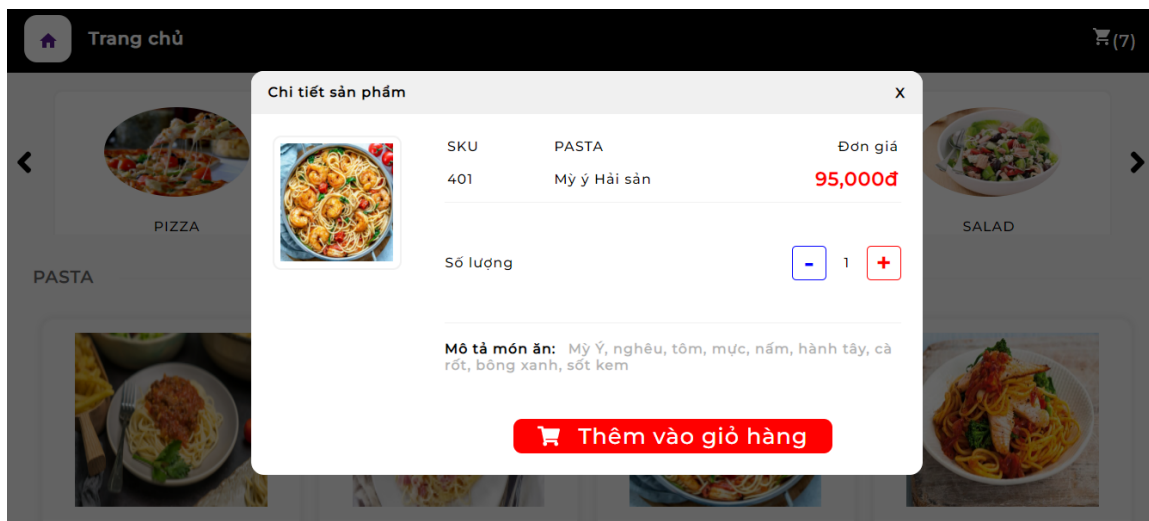 Trang chủ
(7)
Chi tiết sản phẩm
X
SKU PASTA Đơn giá
401 Mỳ ý Hải sản 95,000đ
PIZZA
SALAD
Số lượng
- 1 +
PASTA
Mô tả món ăn: Mỳ Ý, nghêu, tôm, mực, nấm, hành tây, cà
rốt, bông xanh, sốt kem
Thêm vào giỏ hàng